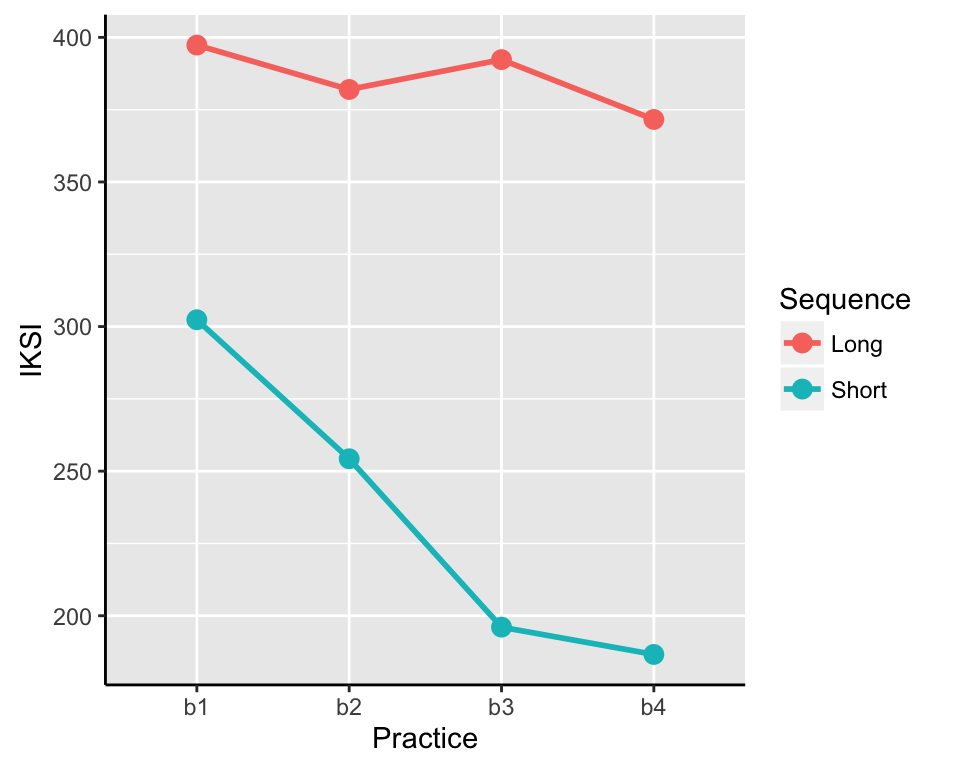 400
350
300
250
200
IKSI
b1 b2 b3 b4
Practice
Sequence
Long
Short